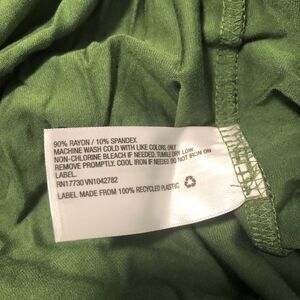 90% RAYON / 10% SPANDEX
MACHINE WASH COLD WITH LIKE COLORS ONLY
NON-CHLORINE BLEACH IF NEEDED. TUMBLE DRY LOW.
REMOVE PROMPTLY. COOL IRON IF NEEDED. DO NOT IRON ON
LABEL.
RN17730 VN1042782
LABEL MADE FROM 100% RECYCLED PLASTIC